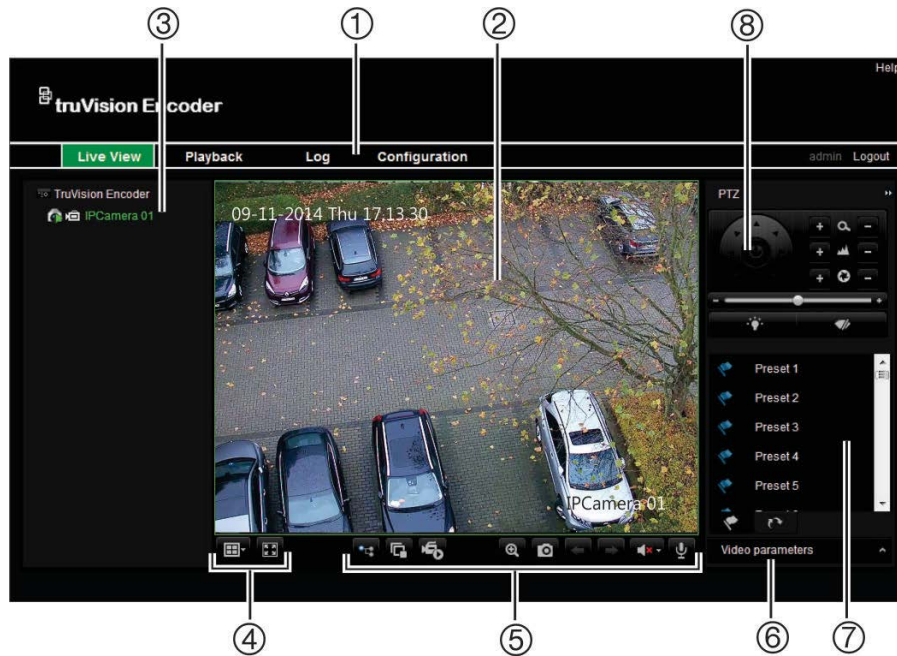 ③ ① ② ⑧
Help
truVision Encoder
Live View Playback Log Configuration admin Logout
TruVision Encoder
IPCamera 01
09-11-2014 Thu 17:13:30
IPCamera 01
PTZ
Preset 1
Preset 2
Preset 3
Preset 4
Preset 5
Video parameters
④ ⑤ ⑥ ⑦